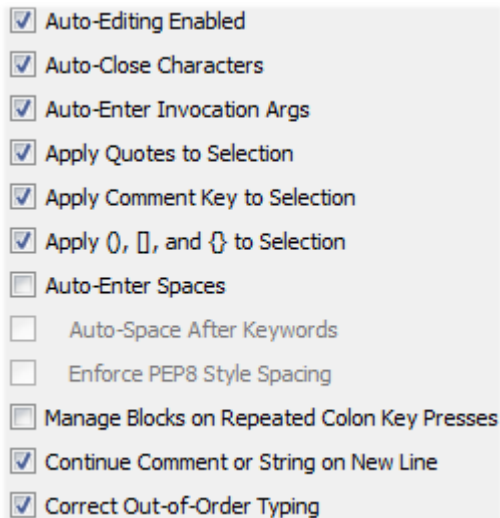 Auto-Editing Enabled
Auto-Close Characters
Auto-Enter Invocation Args
Apply Quotes to Selection
Apply Comment Key to Selection
Apply (), [], and {} to Selection
Auto-Enter Spaces
Auto-Space After Keywords
Enforce PEP8 Style Spacing
Manage Blocks on Repeated Colon Key Presses
Continue Comment or String on New Line
Correct Out-of-Order Typing